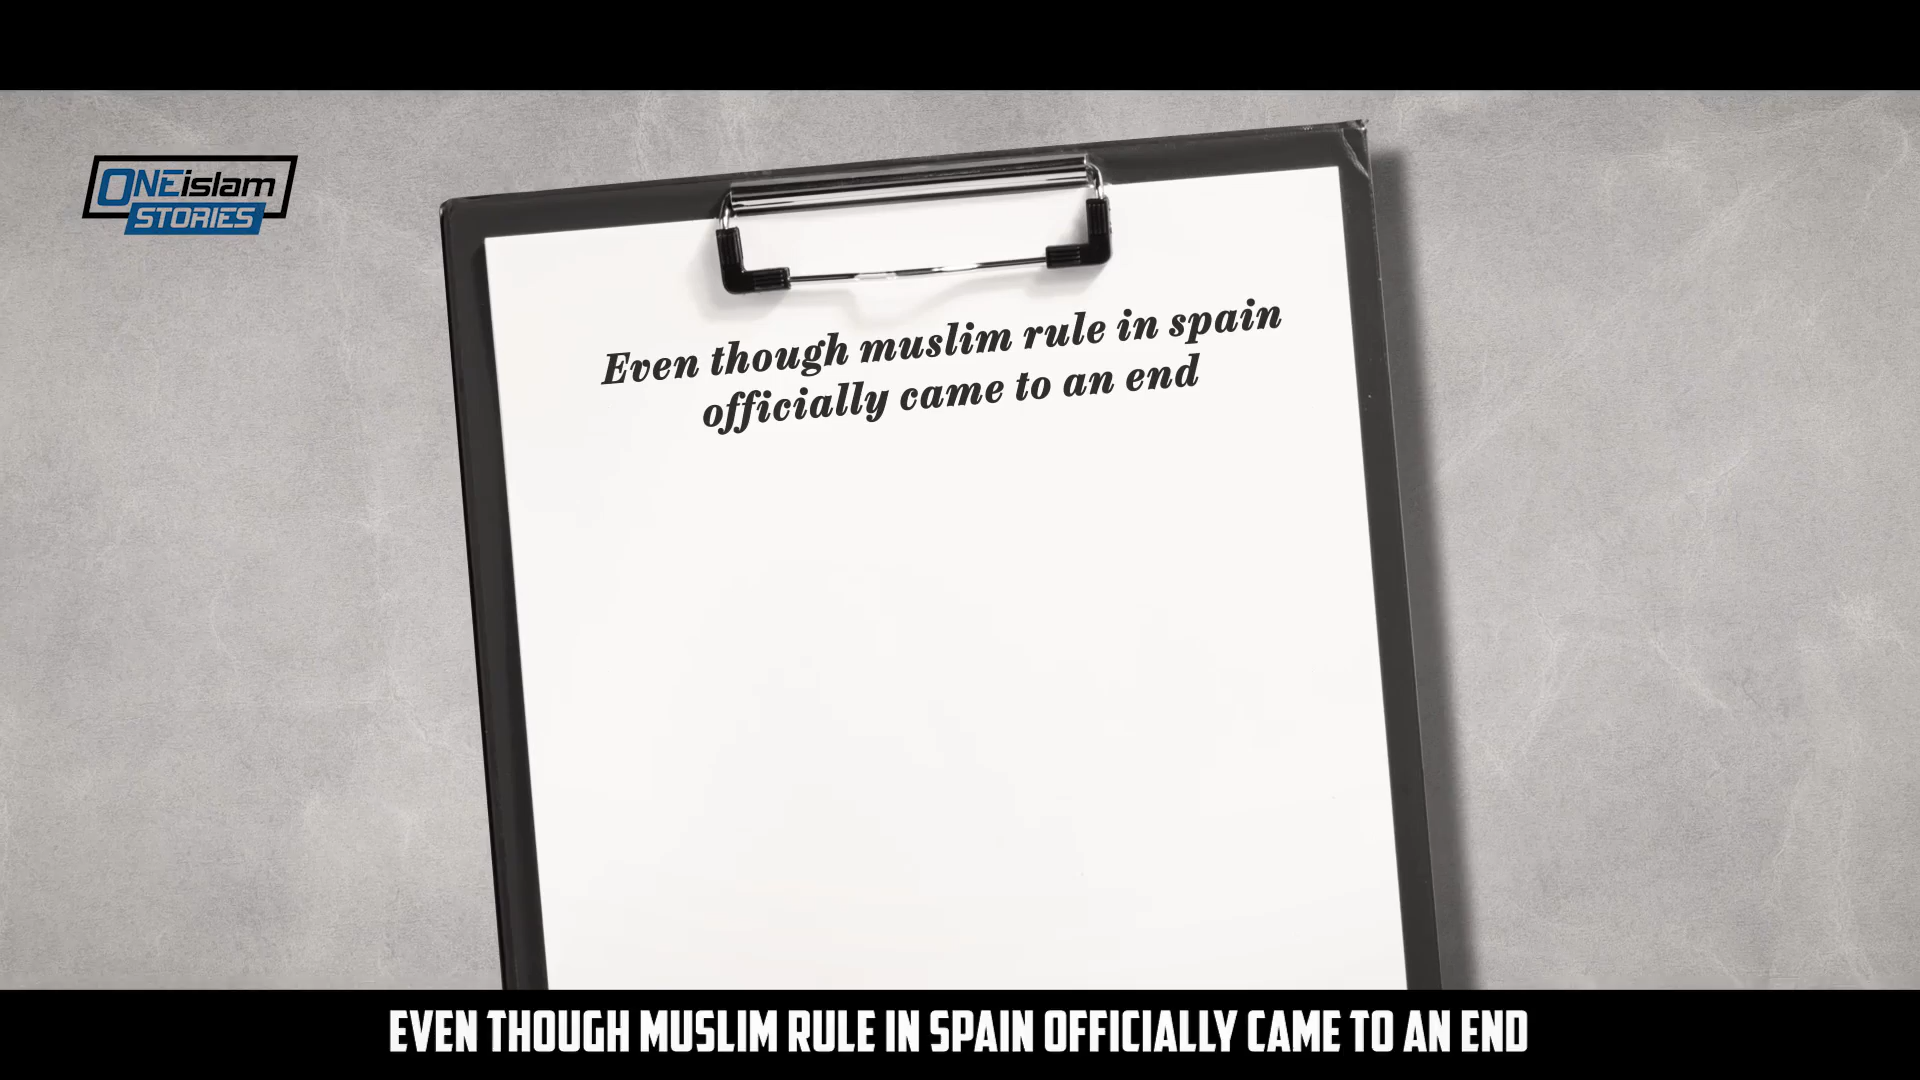 ONEislam
STORIES
Even though muslim rule in spain
officially came to an end
EVEN THOUGH MUSLIM RULE IN SPAIN OFFICIALLY CAME TO AN END